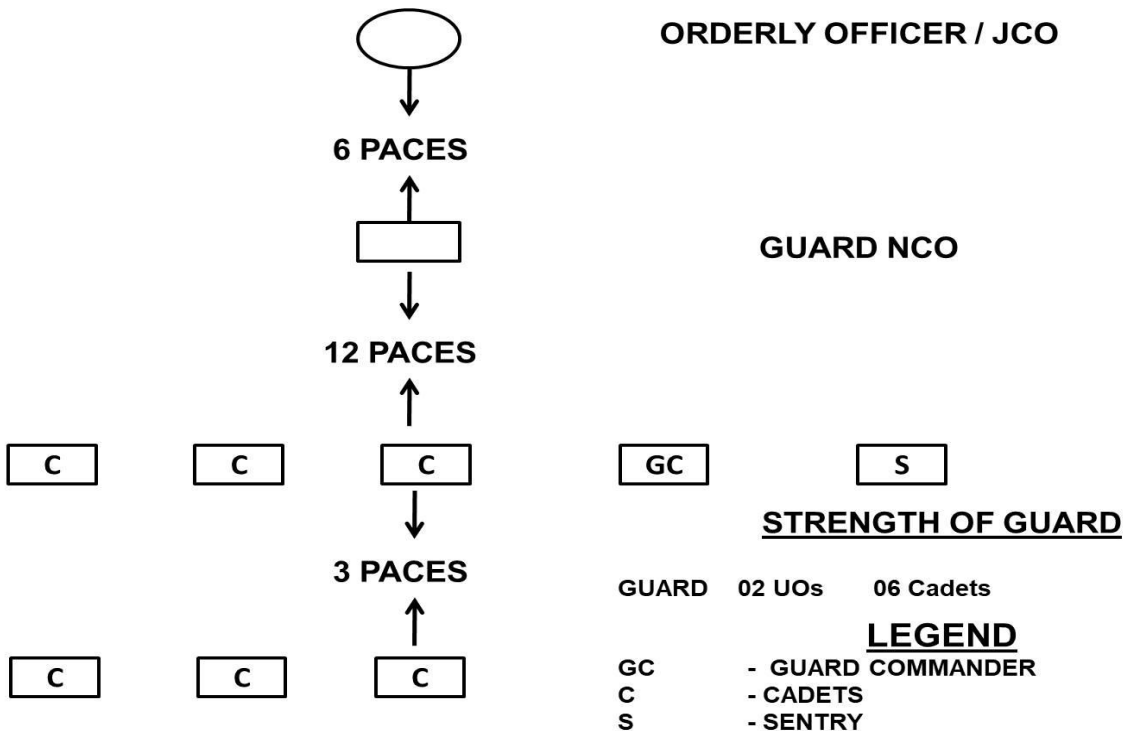 ORDERLY OFFICER / JCO
6 PACES
GUARD NCO
12 PACES
C C C GC S
STRENGTH OF GUARD
3 PACES
GUARD 02 UOs 06 Cadets
LEGEND
C C C
GC - GUARD COMMANDER
C - CADETS
S - SENTRY